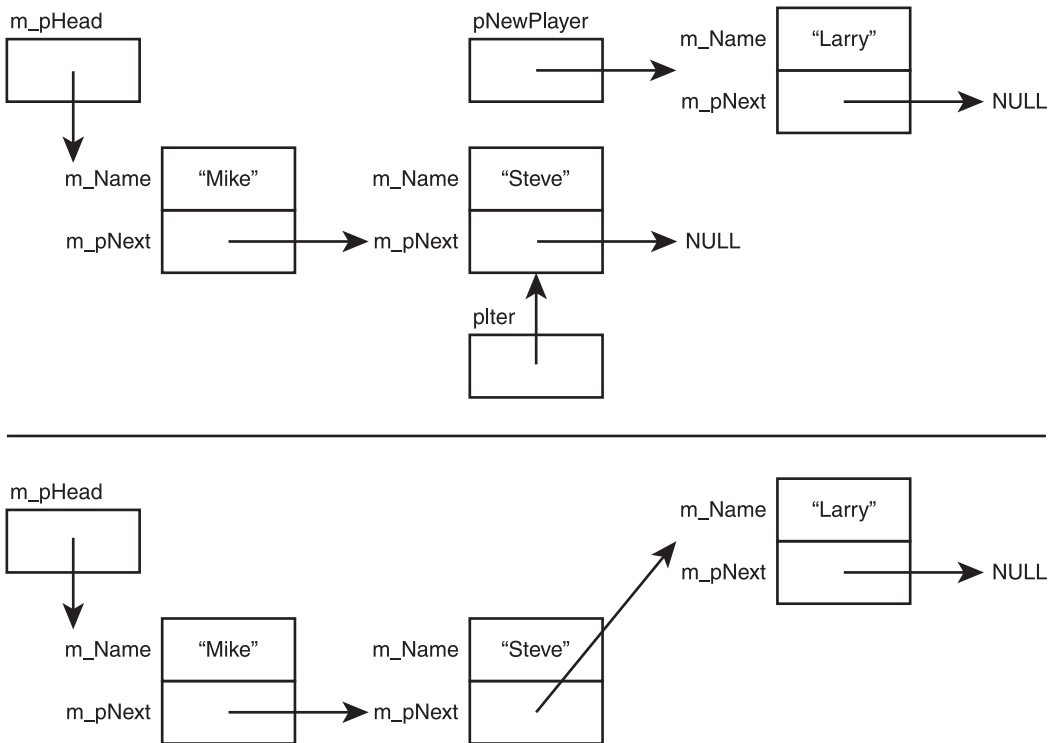 m_pHead
pNewPlayer
m_Name “Larry”
m_pNext NULL
m_Name “Mike” m_Name “Steve”
m_pNext m_pNext NULL
pIter
m_pHead
m_Name “Larry”
m_pNext NULL
m_Name “Mike” m_Name “Steve”
m_pNext m_pNext